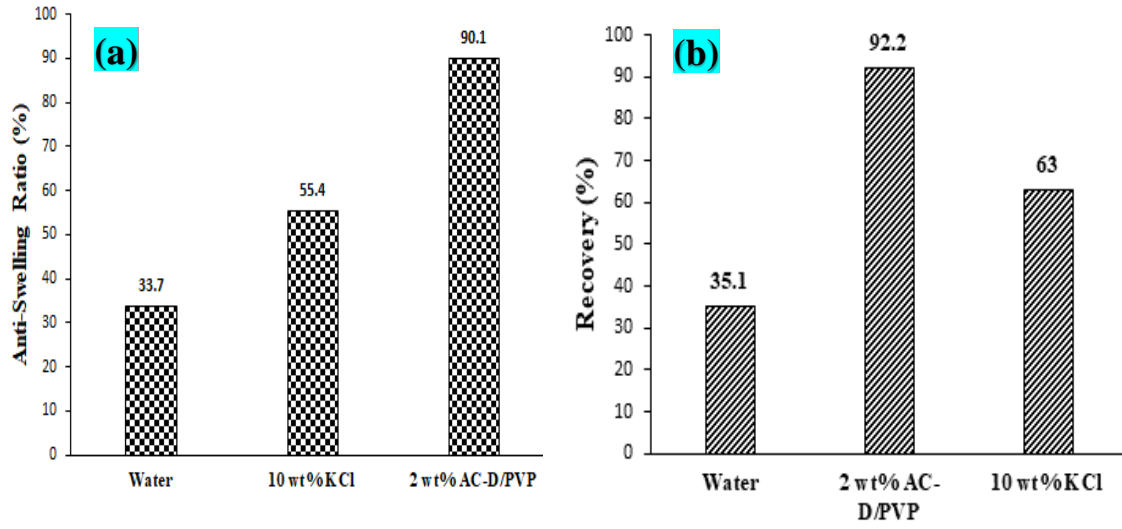 (a)
Anti-Swelling Ratio (%)
100
90
80
70
60
50
40
30
20
10
0
33.7
55.4
90.1
Water
10 wt%KCl
2 wt%AC-D/PVP
(b)
Recovery (%)
100
90
80
70
60
50
40
30
20
10
0
35.1
92.2
63
Water
2 wt%AC-
D/PVP
10 wt%KCl